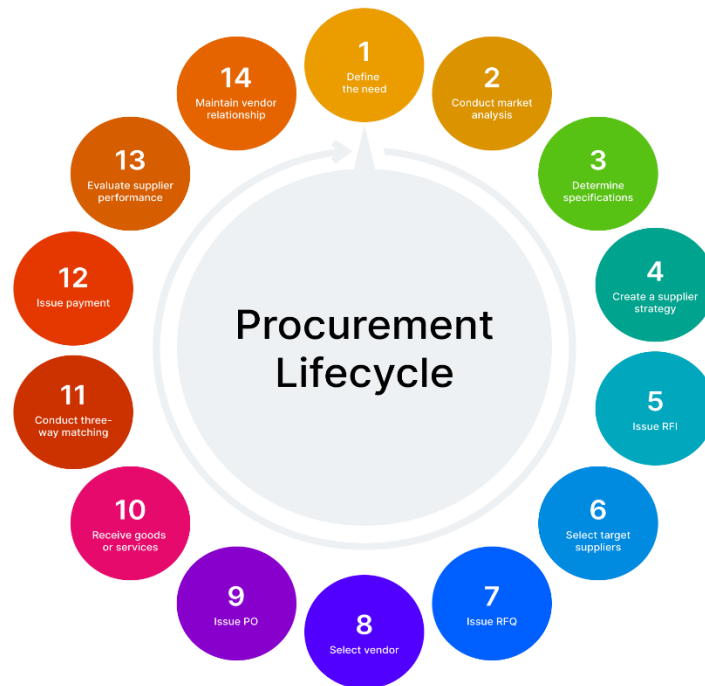 1
Define
the need
2
Conduct market
analysis
3
Determine
specifications
4
Create a supplier
strategy
5
Issue RFI
6
Select target
suppliers
7
Issue RFQ
8
Select vendor
9
Issue PO
10
Receive goods
or services
11
Conduct three-
way matching
12
Issue payment
13
Evaluate supplier
performance
14
Maintain vendor
relationship
Procurement
Lifecycle